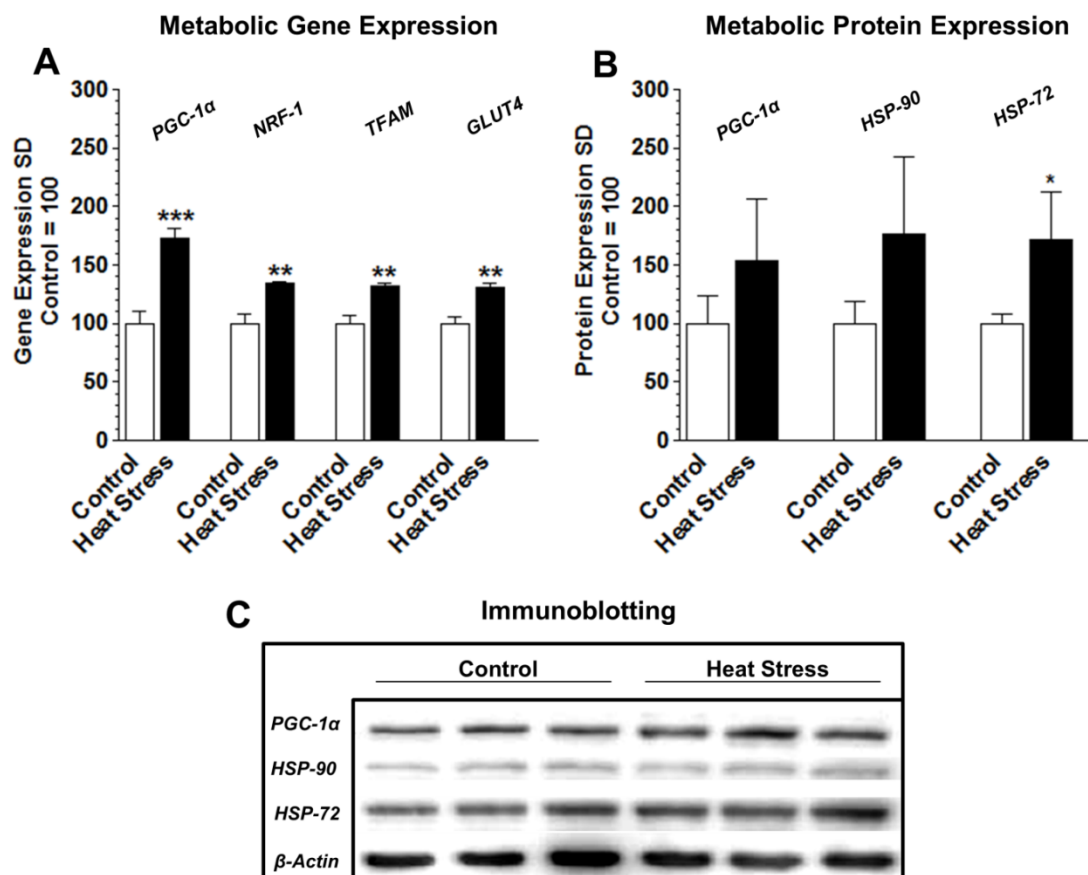 Metabolic Gene Expression
A
Gene Expression SD
Control = 100
300
250
200
150
100
50
0
PGC-1α
NRF-1
TFAM
GLUT4
***
**
**
**
Control
Heat Stress
Control
Heat Stress
Control
Heat Stress
Control
Heat Stress
Metabolic Protein Expression
B
Protein Expression SD
Control = 100
300
250
200
150
100
50
0
PGC-1α
HSP-90
HSP-72
*
Control
Heat Stress
Control
Heat Stress
Control
Heat Stress
C
Immunoblotting
Control
Heat Stress
PGC-1α
HSP-90
HSP-72
β-Actin